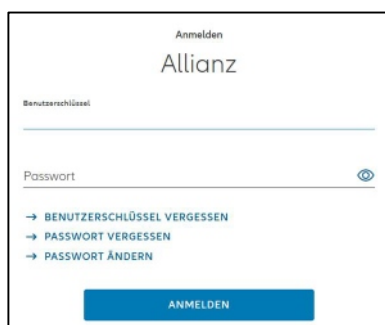 Anmelden
Allianz
Benutzerschlüssel
Passwort
→ BENUTZERSCHLÜSSEL VERGESSEN
→ PASSWORT VERGESSEN
→ PASSWORT ÄNDERN
ANMELDEN